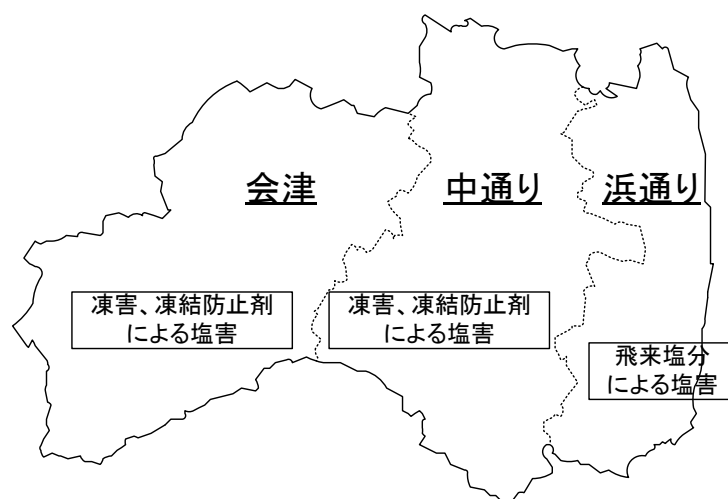 会津
中通り
浜通り
凍害、凍結防止剤
による塩害
凍害、凍結防止剤
による塩害
飛来塩分
による塩害